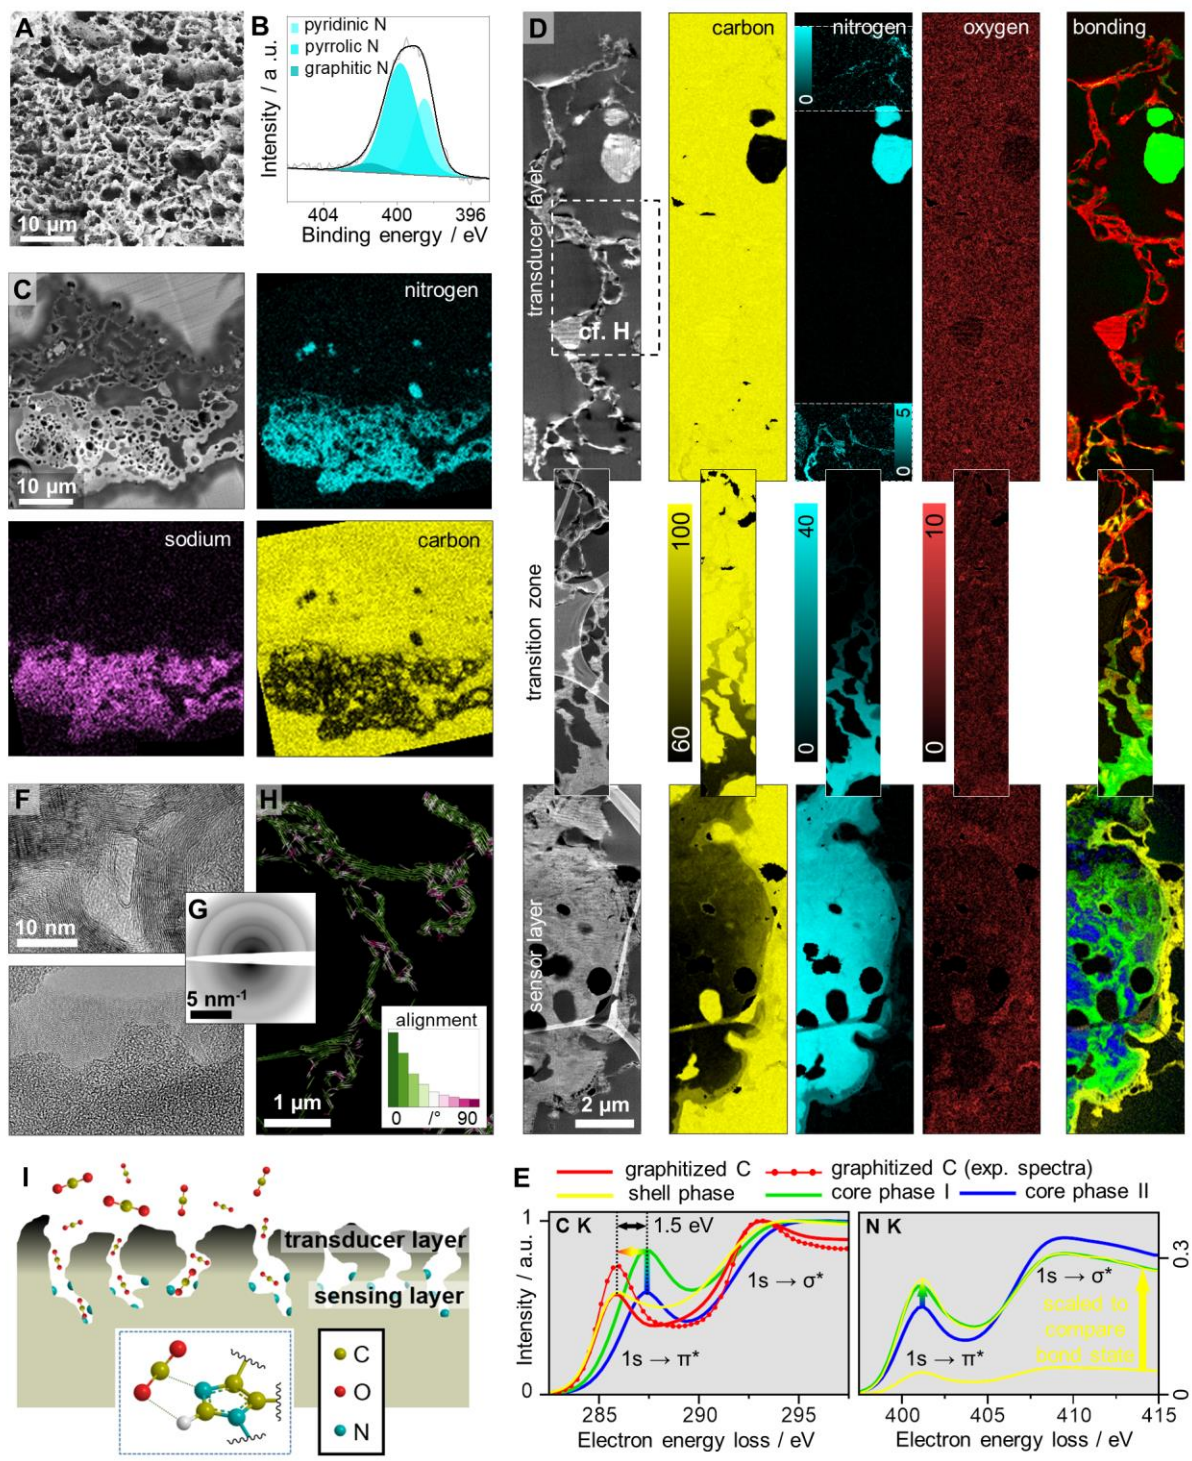 A
10 µm
B
pyridinic N
pyrrolic N
graphitic N
Intensity / a .u.
404 400 396
Binding energy / eV
C
10 µm
nitrogen
sodium
carbon
D
carbon
nitrogen
oxygen
bonding
transducer layer
cf. H
0
5
0
transition zone
100
60
40
0
10
0
sensor layer
2 µm
F
10 nm
G
5 nm-1
H
alignment
0 /° 90
1 µm
I
transducer layer
sensing layer
C
O
N
E
graphitized C
graphitized C (exp. spectra)
shell phase
core phase I
core phase II
C K
1.5 eV
1s → σ*
1s → π*
Intensity / a.u.
1
0
285 290 295
Electron energy loss / eV
N K
1s → σ*
scaled to
compare
bond state
1s → π*
0.3
0
400 405 410 415
Electron energy loss / eV